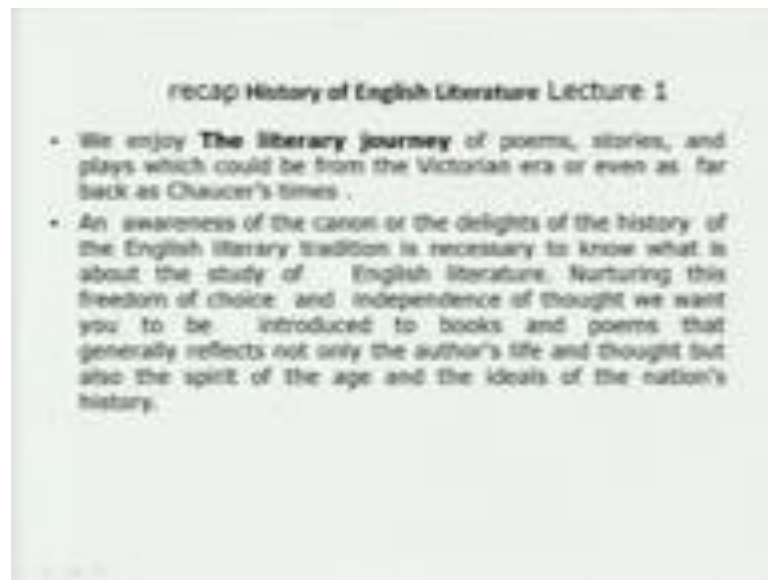 recap History of English Literature Lecture 1
• We enjoy The literary journey of poems, stories, and
plays which could be from the Victorian era or even as far
back as Chaucer's times .
• An awareness of the canon or the delights of the history of
the English literary tradition is necessary to know what is
about the study of English literature. Nurturing this
freedom of choice and independence of thought we want
you to be introduced to books and poems that
generally reflects not only the author's life and thought but
also the spirit of the age and the ideals of the nation's
history.